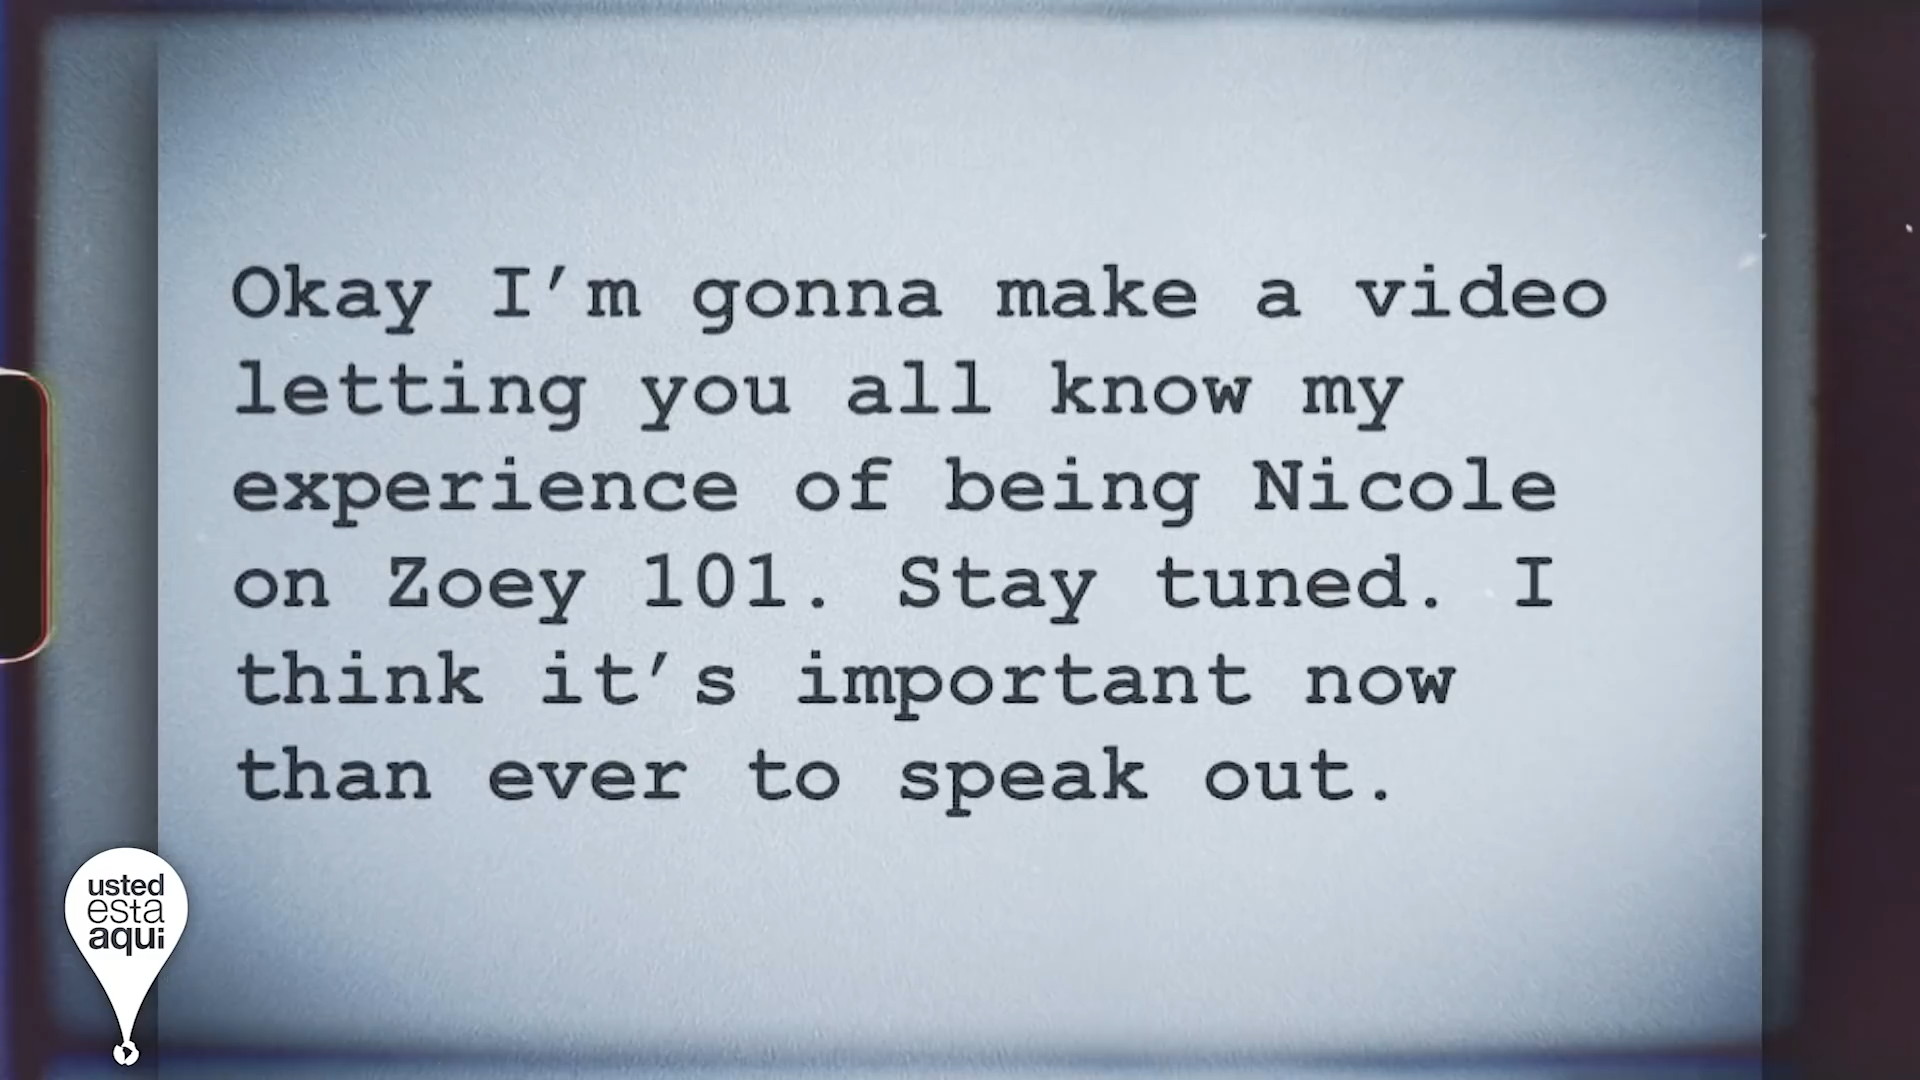 Okay I’m gonna make a video
letting you all know my
experience of being Nicole
on Zoey 101. Stay tuned. I
think it’s important now
than ever to speak out.
usted
esta
aqui